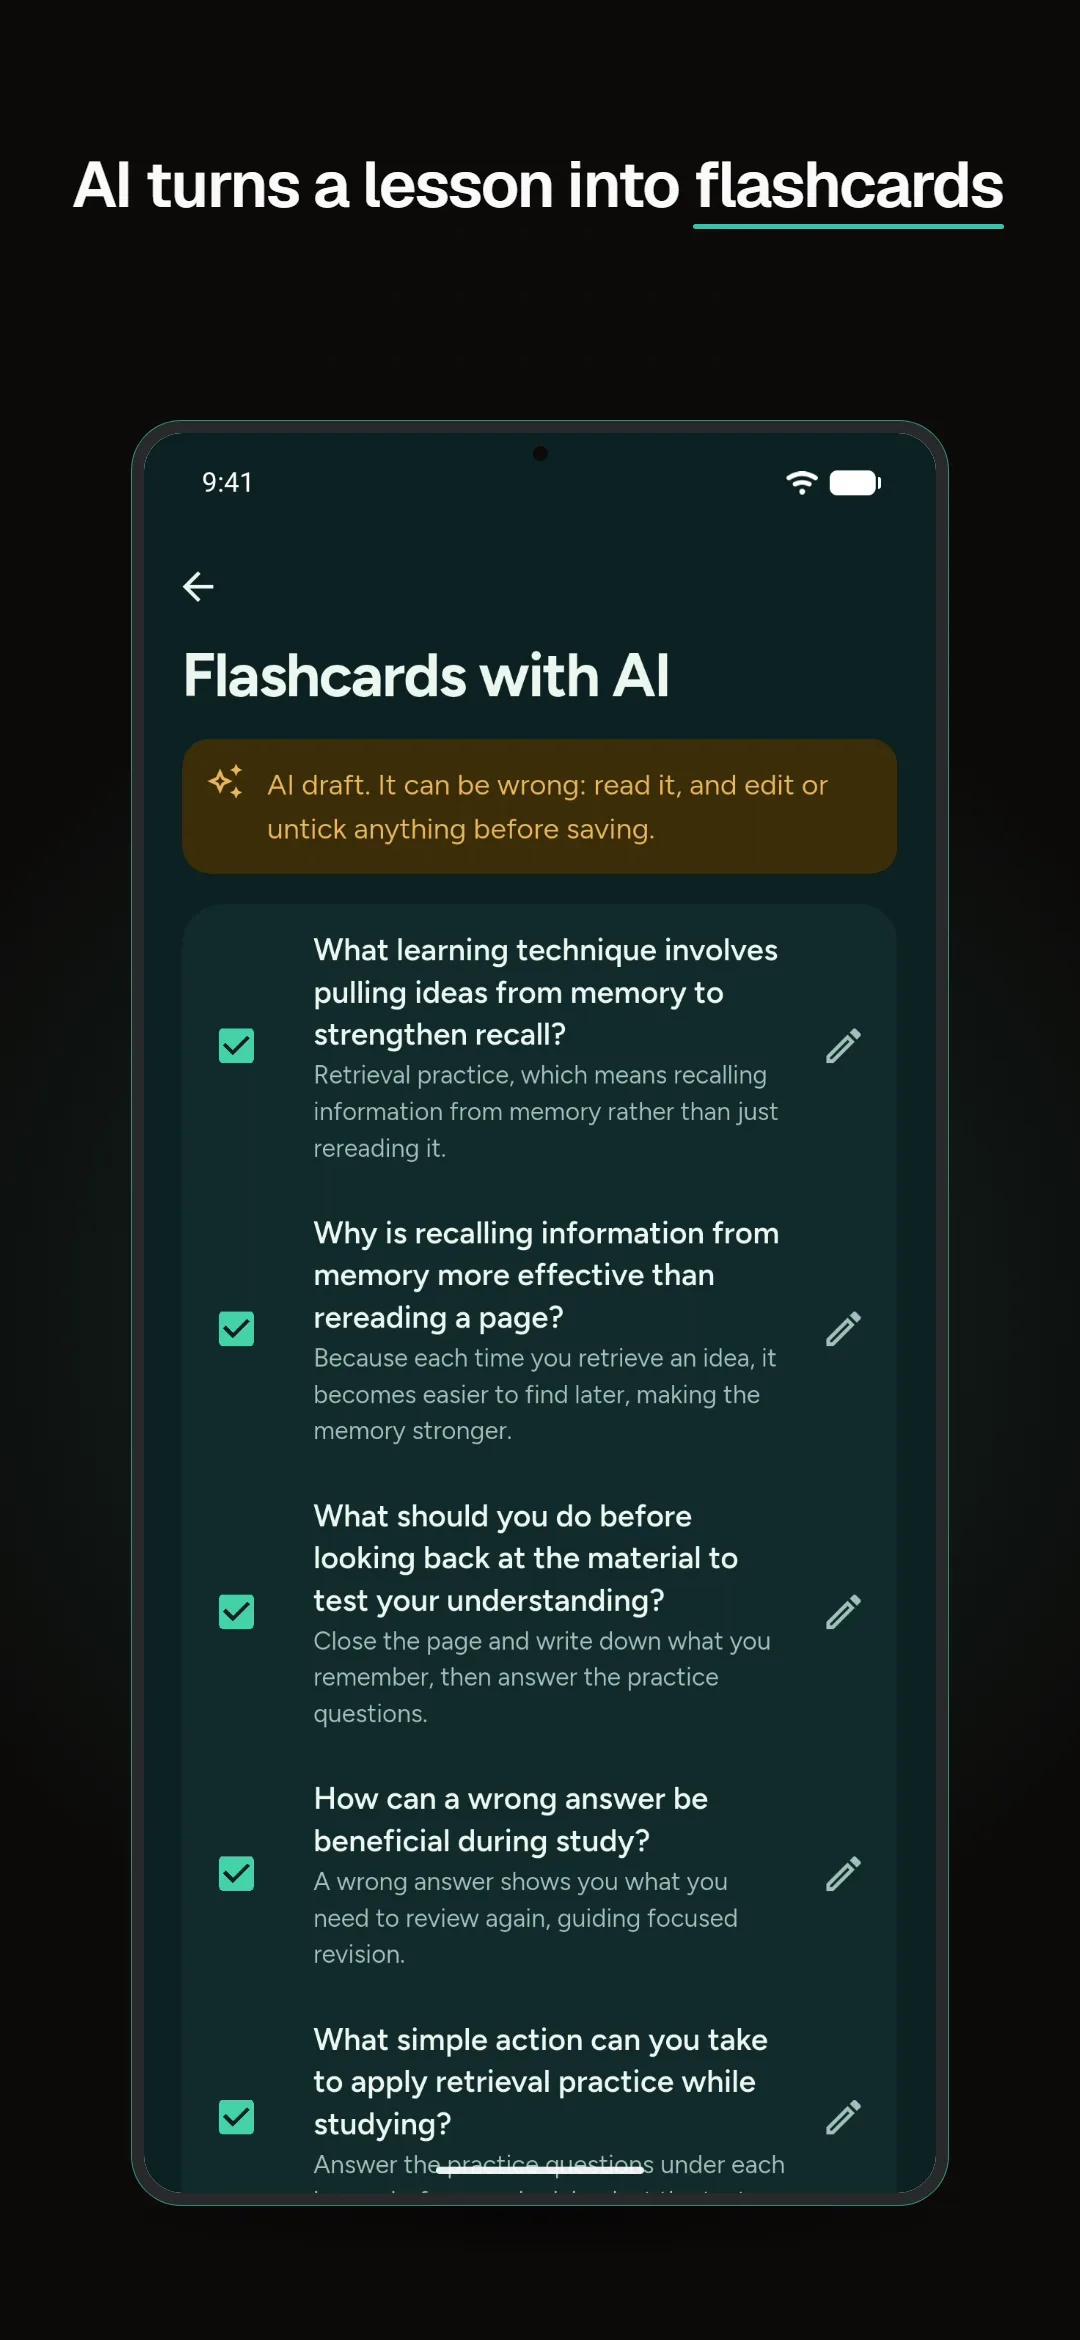 AI turns a lesson into flashcards
9:41
Flashcards with AI
AI draft. It can be wrong: read it, and edit or
untick anything before saving.
What learning technique involves
pulling ideas from memory to
strengthen recall?
Retrieval practice, which means recalling
information from memory rather than just
rereading it.
Why is recalling information from
memory more effective than
rereading a page?
Because each time you retrieve an idea, it
becomes easier to find later, making the
memory stronger.
What should you do before
looking back at the material to
test your understanding?
Close the page and write down what you
remember, then answer the practice
questions.
How can a wrong answer be
beneficial during study?
A wrong answer shows you what you
need to review again, guiding focused
revision.
What simple action can you take
to apply retrieval practice while
studying?
Answer the practice questions under each